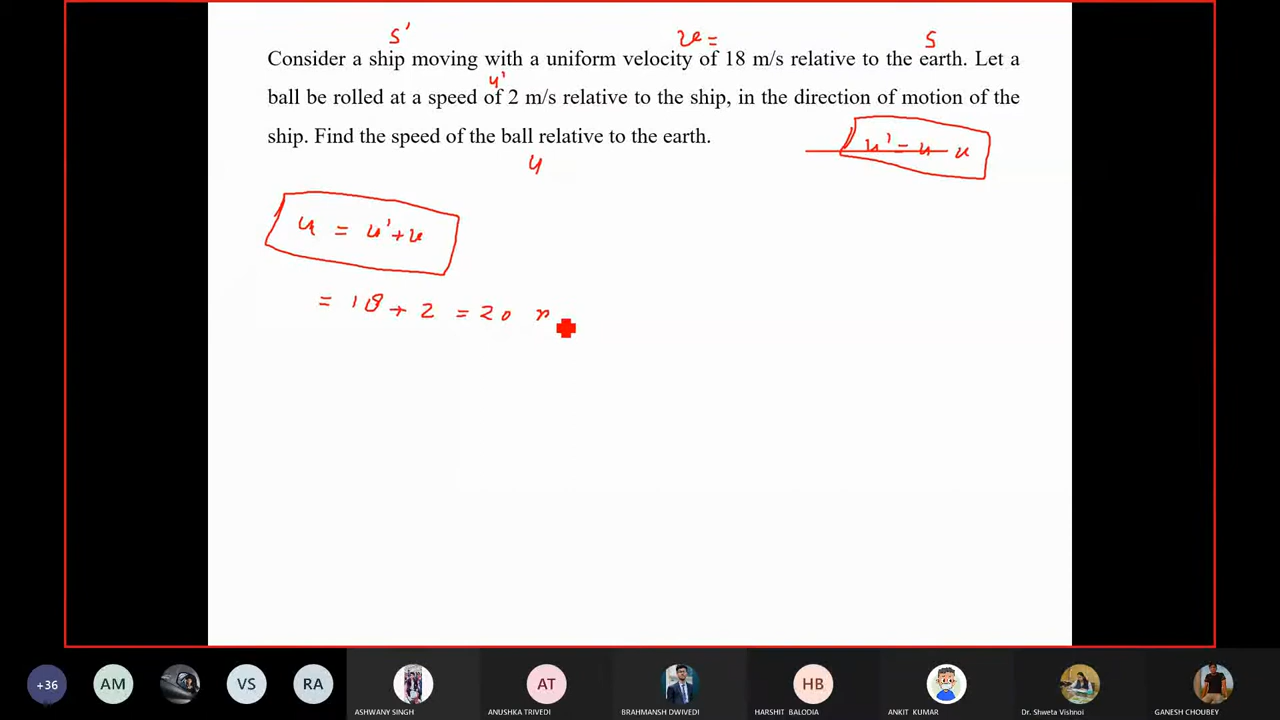 S' v = S
Consider a ship moving with a uniform velocity of 18 m/s relative to the earth. Let a
u'
ball be rolled at a speed of 2 m/s relative to the ship, in the direction of motion of the
ship. Find the speed of the ball relative to the earth.
u' = u - v
u
u = u' + v
= 18 + 2 = 20 m
+36
AM
VS
RA
ASHWANY SINGH
AT
ANUSHKA TRIVEDI
BRAHMANSH DWIVEDI
HB
HARSHIT BALODIA
ANKIT KUMAR
Dr. Shweta Vishnoi
GANESH CHOUBEY